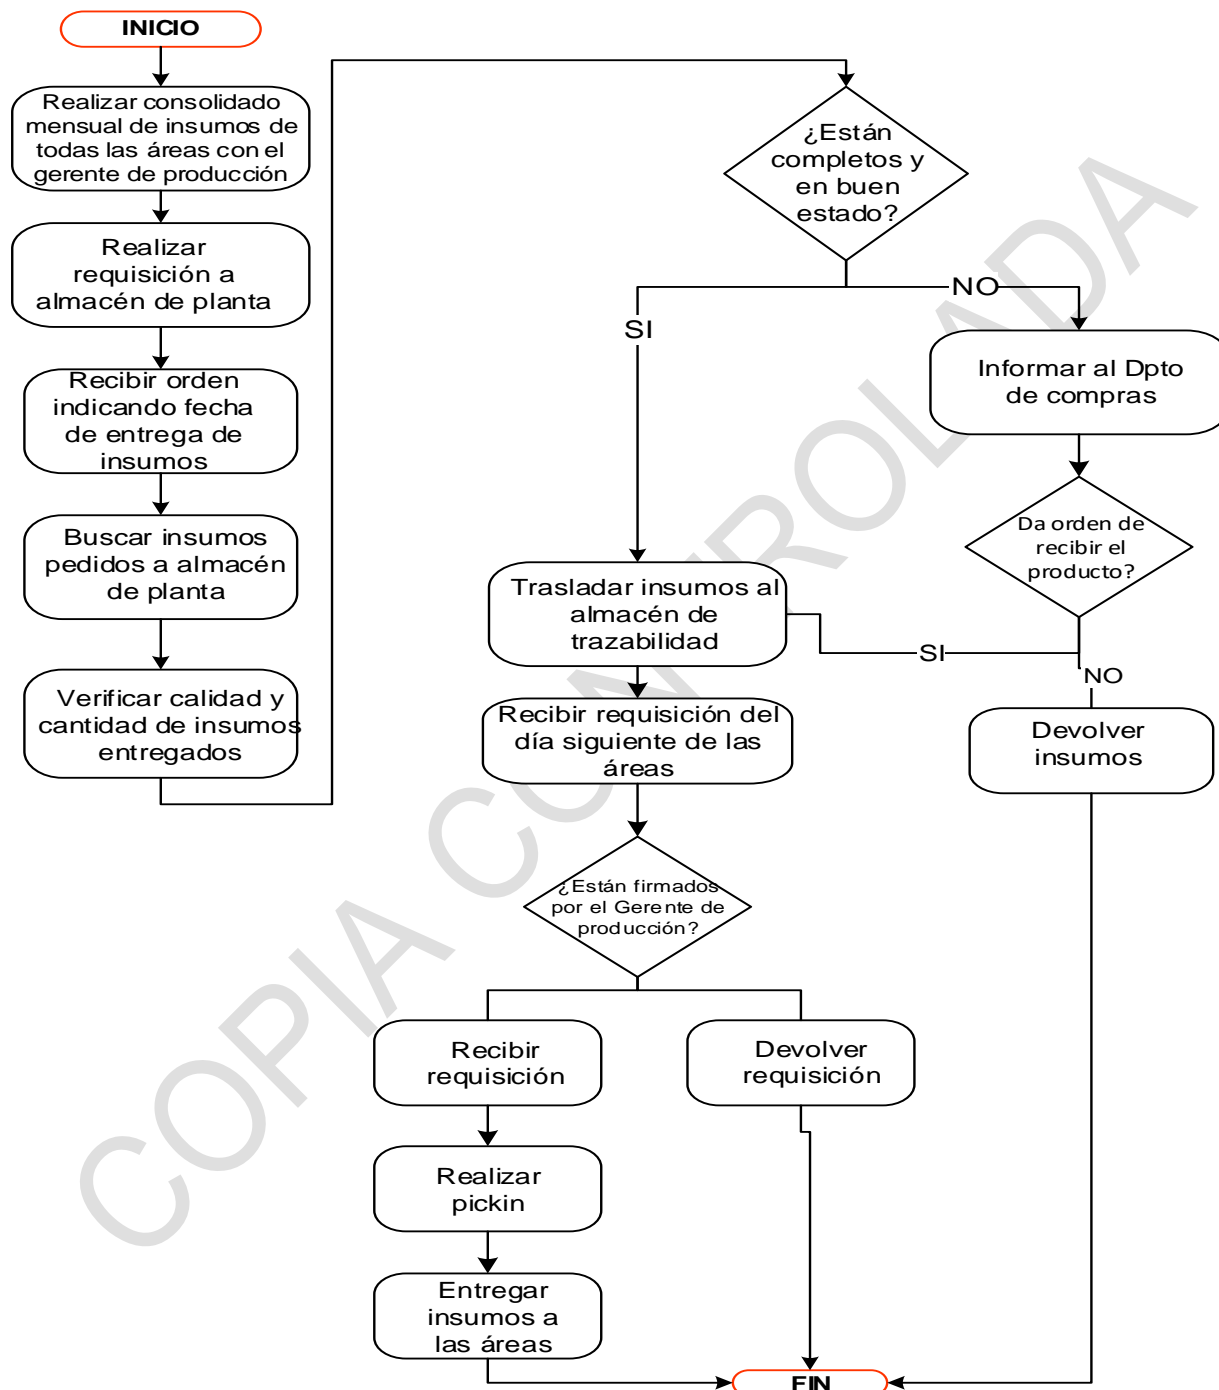 INICIO
Realizar consolidado
mensual de insumos de
todas las áreas con el
gerente de producción
Realizar
requisición a
almacén de planta
Recibir orden
indicando fecha
de entrega de
insumos
Buscar insumos
pedidos a almacén
de planta
Verificar calidad y
cantidad de insumos
entregados
¿Están
completos y
en buen
estado?
SI
NO
Informar al Dpto
de compras
Da orden de
recibir el
producto?
SI
NO
Devolver
insumos
Trasladar insumos al
almacén de
trazabilidad
Recibir requisición del
día siguiente de las
áreas
¿Están firmados
por el Gerente de
producción?
Recibir
requisición
Devolver
requisición
Realizar
pickin
Entregar
insumos a
las áreas
FIN
COPIA CONTROLADA